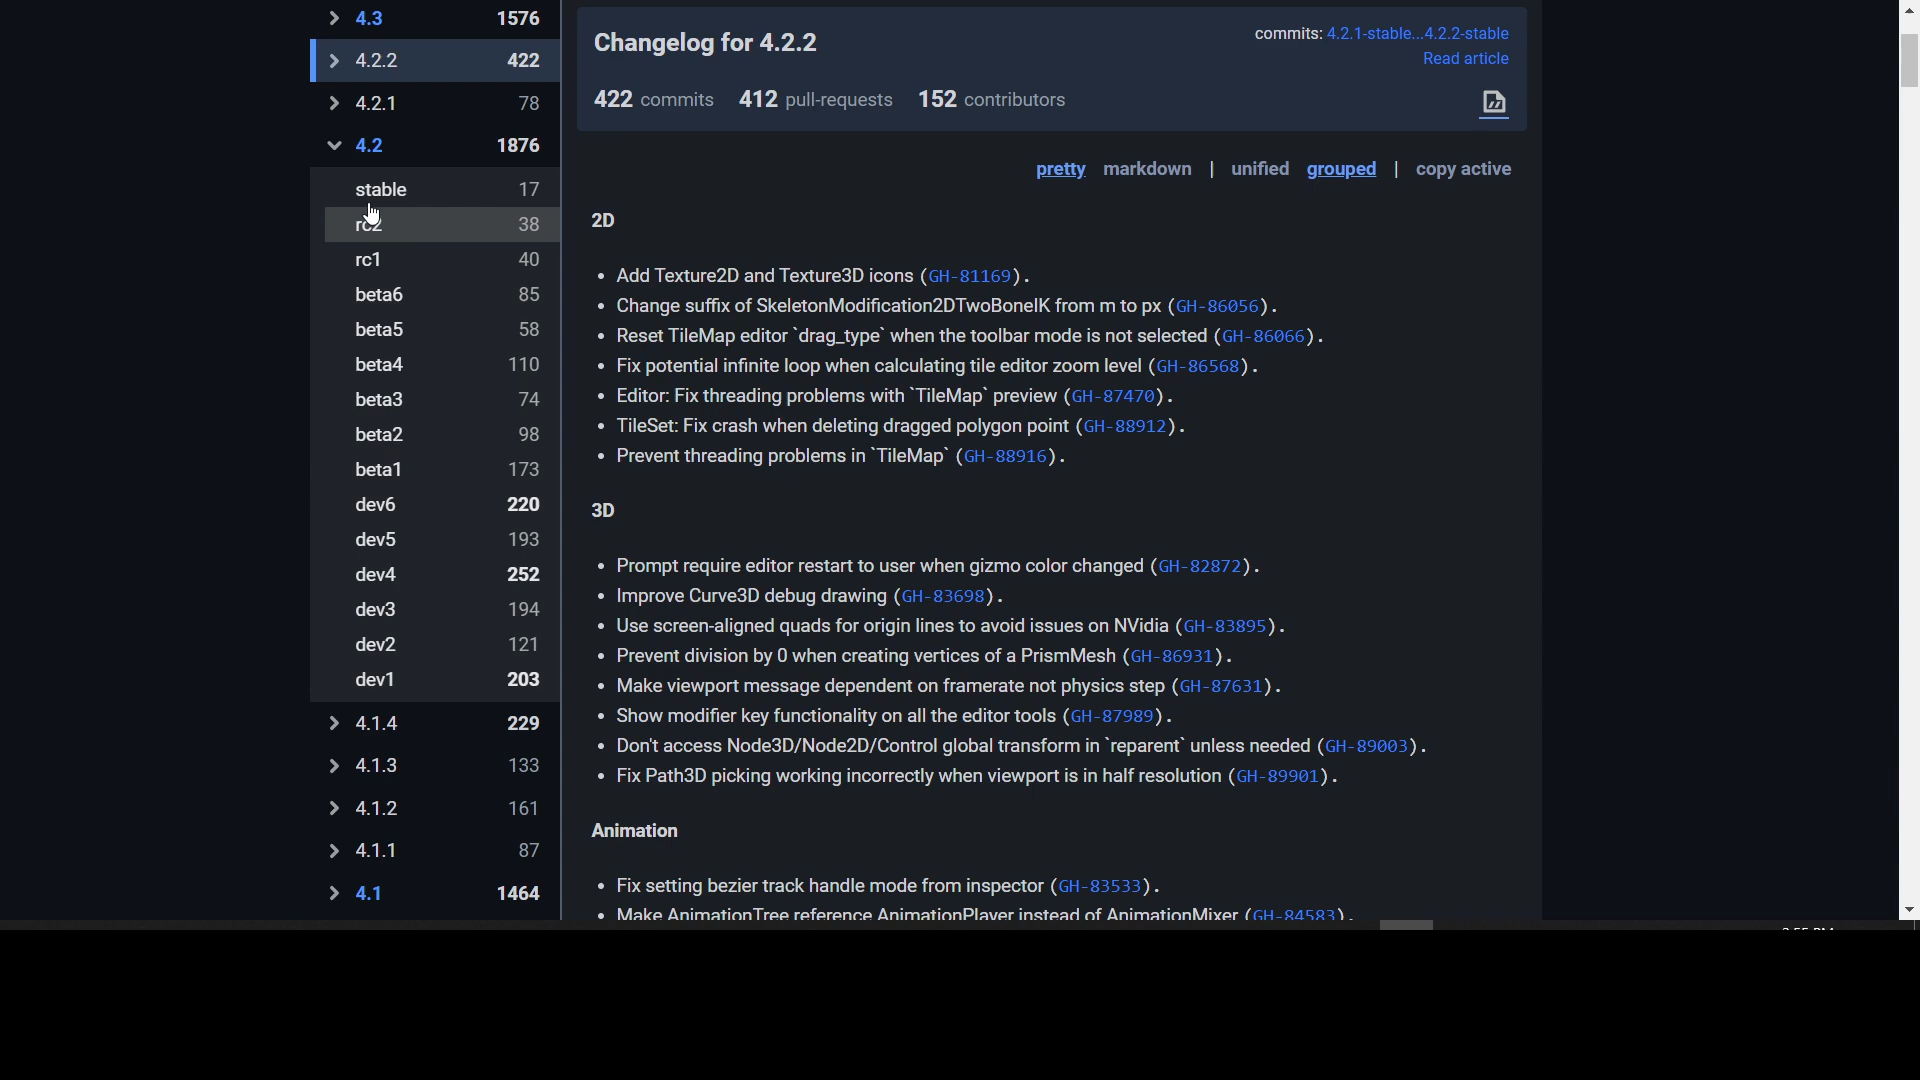 4.3 1576
4.2.2 422
4.2.1 78
4.2 1876
stable 17
rc2 38
rc1 40
beta6 85
beta5 58
beta4 110
beta3 74
beta2 98
beta1 173
dev6 220
dev5 193
dev4 252
dev3 194
dev2 121
dev1 203
4.1.4 229
4.1.3 133
4.1.2 161
4.1.1 87
4.1 1464
Changelog for 4.2.2
commits: 4.2.1-stable...4.2.2-stable
Read article
422 commits 412 pull-requests 152 contributors
pretty markdown | unified grouped | copy active
2D
• Add Texture2D and Texture3D icons (GH-81169).
• Change suffix of SkeletonModification2DTwoBoneIK from m to px (GH-86056).
• Reset TileMap editor `drag_type` when the toolbar mode is not selected (GH-86066).
• Fix potential infinite loop when calculating tile editor zoom level (GH-86568).
• Editor: Fix threading problems with `TileMap` preview (GH-87470).
• TileSet: Fix crash when deleting dragged polygon point (GH-88912).
• Prevent threading problems in `TileMap` (GH-88916).
3D
• Prompt require editor restart to user when gizmo color changed (GH-82872).
• Improve Curve3D debug drawing (GH-83698).
• Use screen-aligned quads for origin lines to avoid issues on NVidia (GH-83895).
• Prevent division by 0 when creating vertices of a PrismMesh (GH-86931).
• Make viewport message dependent on framerate not physics step (GH-87631).
• Show modifier key functionality on all the editor tools (GH-87989).
• Don't access Node3D/Node2D/Control global transform in `reparent` unless needed (GH-89003).
• Fix Path3D picking working incorrectly when viewport is in half resolution (GH-89901).
Animation
• Fix setting bezier track handle mode from inspector (GH-83533).
• Make AnimationTree reference AnimationPlayer instead of AnimationMixer (GH-84583).